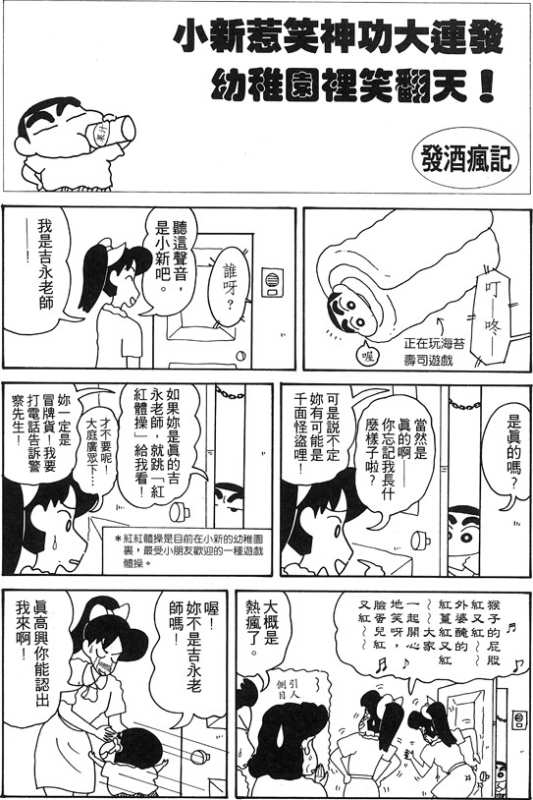 小新惹笑神功大連發
幼稚園裡笑翻天！
發酒瘋記
果汁
叮
咚
——
正在玩海苔
壽司遊戲
喔
誰呀？
聽這聲音，
是小新吧。
我是吉永老師
——！
是真的嗎？
當然是
真的啊——
你忘記我長什
麼樣子啦？
可是說不定
妳有可能是
千面怪盜哩！
如果妳是真的吉
永老師，就跳「紅
紅體操」給我看！
才不要呢！
大庭廣眾下…
妳一定是
冒牌貨！我要
打電話告訴警
察先生！
＊紅紅體操是目前在小新的幼稚園
裏，最受小朋友歡迎的一種遊戲
體操。
猴子的屁股
紅又紅～
外婆醃的
紅薑紅又紅
～～大家
一起開心
地笑呀，
臉蛋兒紅
又紅～
大概是
熱瘋了。
引人
側目
喔！
妳不是吉永老
師嗎！
真高興你能認出
我來啊！